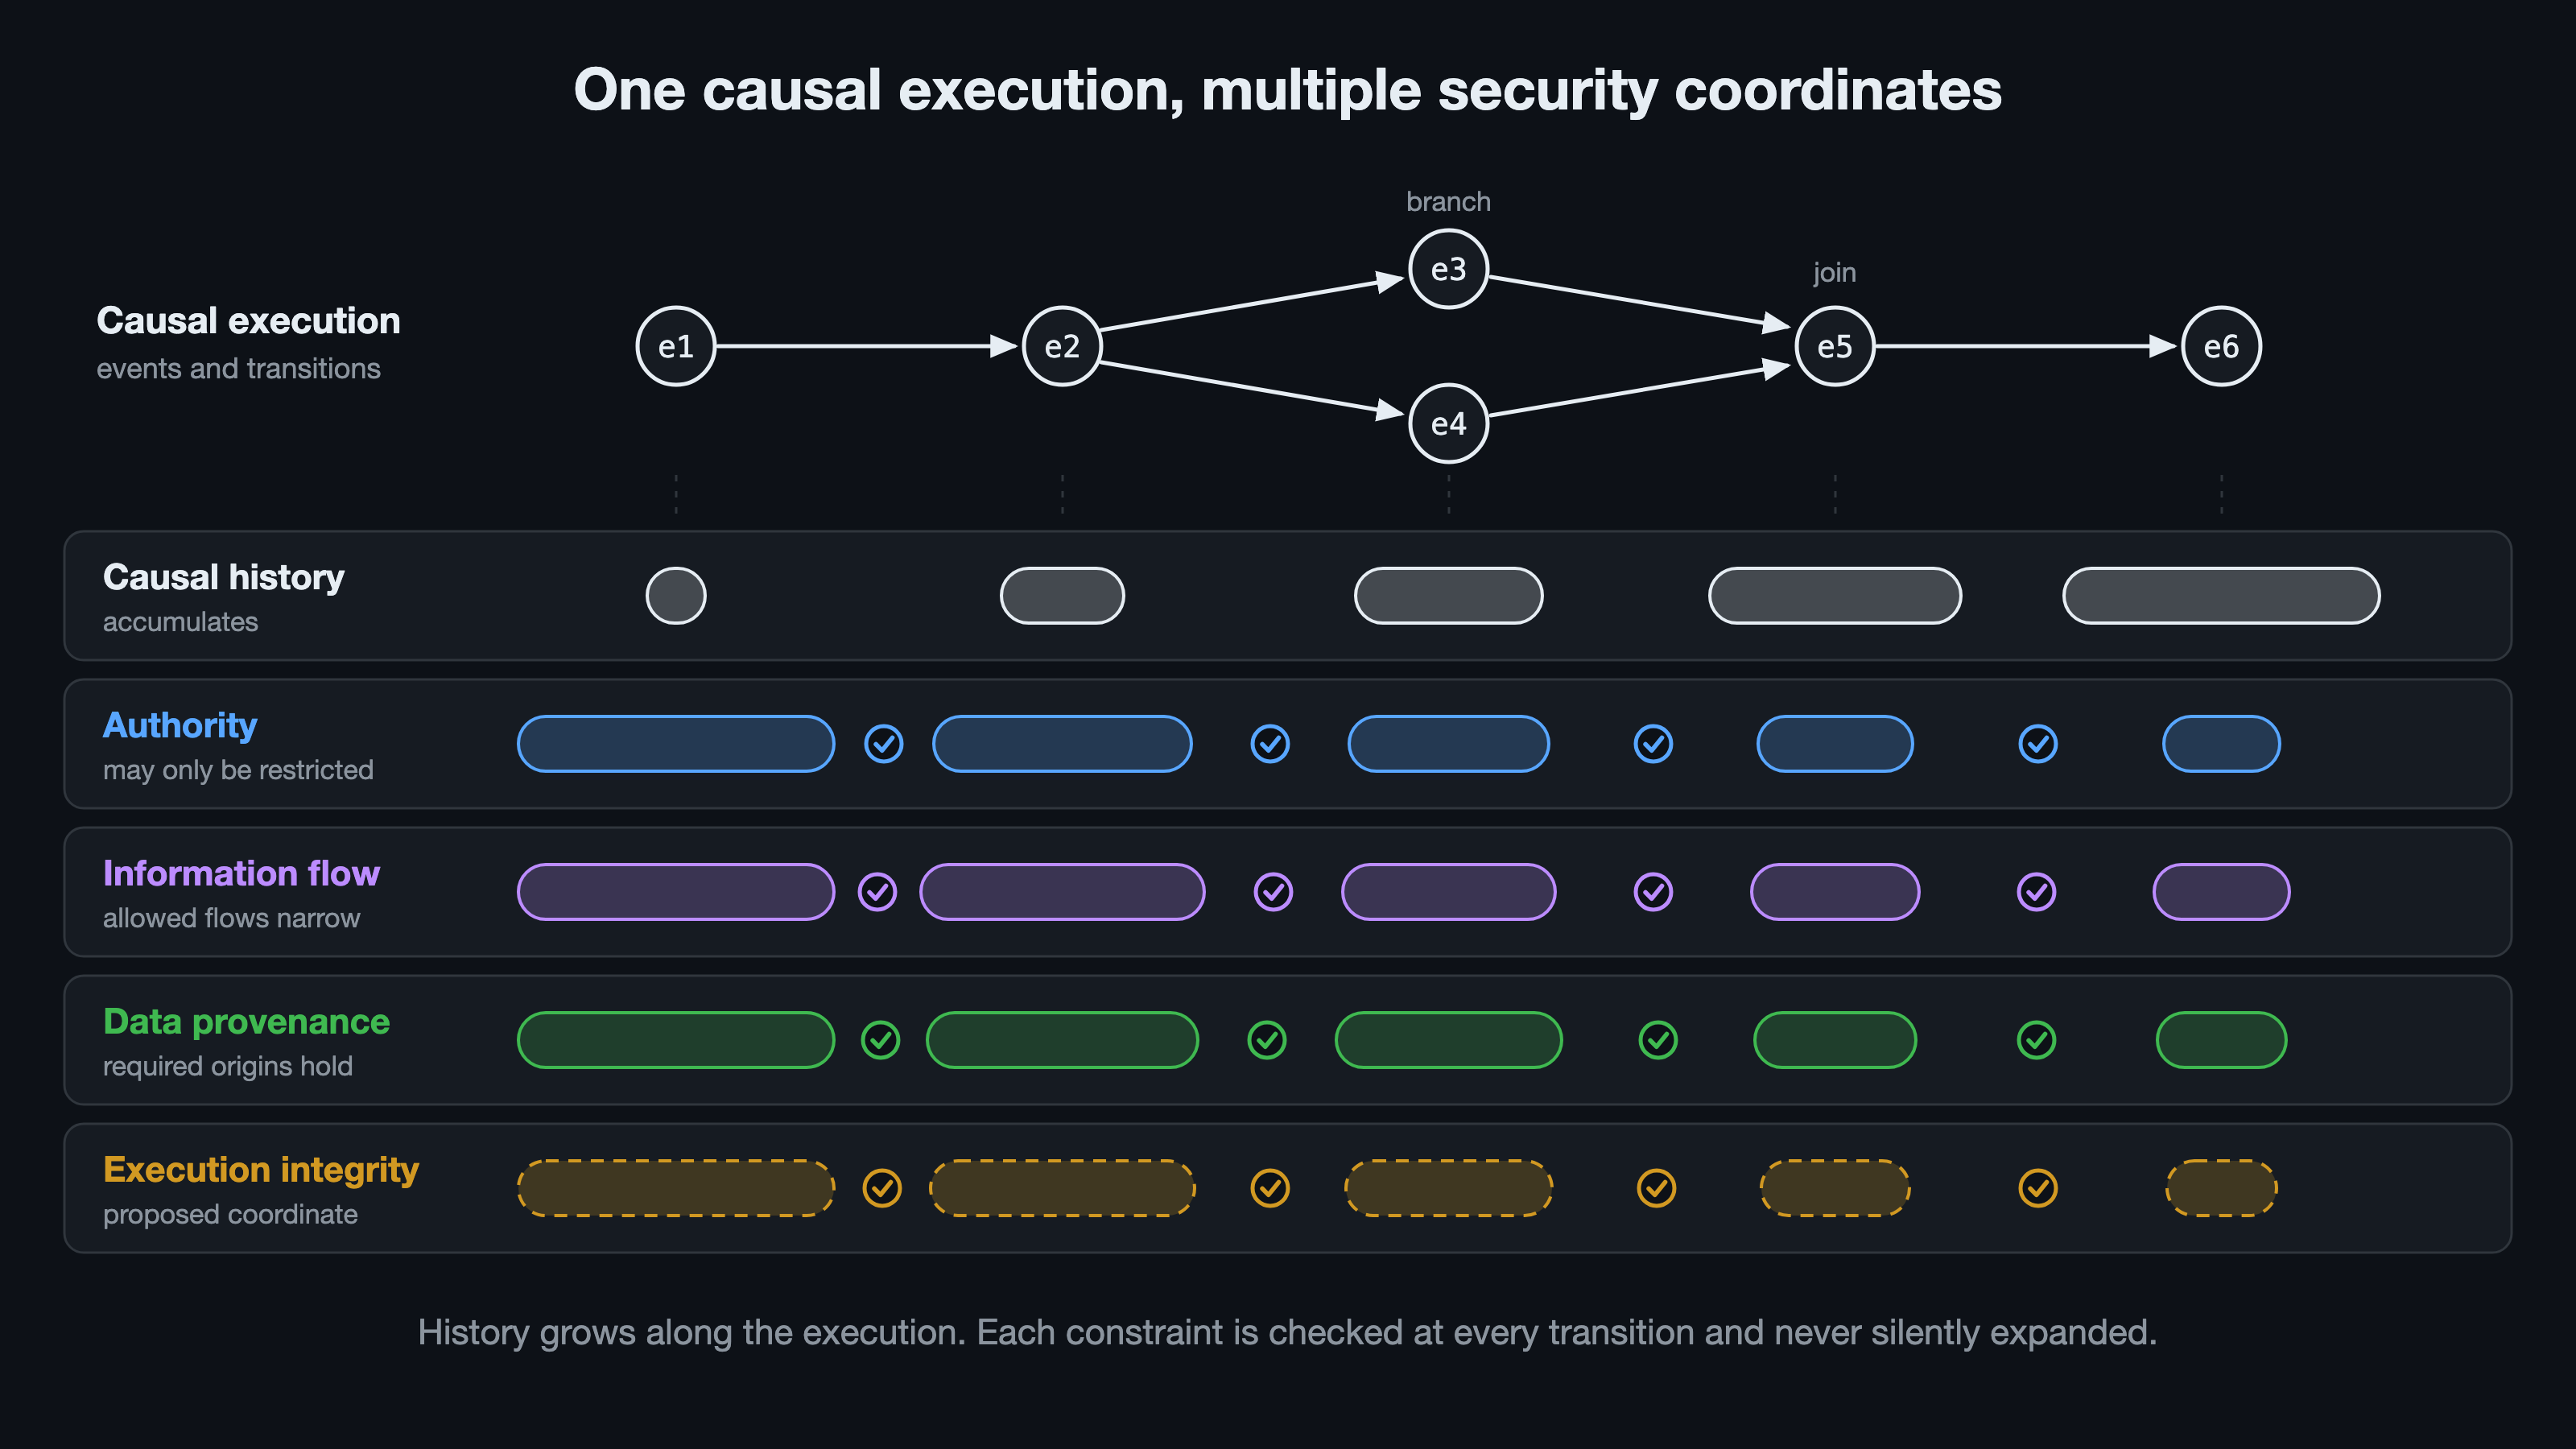 One causal execution, multiple security coordinates
branch
e3
join
Causal execution
events and transitions
e1
e2
e5
e6
e4
Causal history
accumulates
Authority
may only be restricted
Information flow
allowed flows narrow
Data provenance
required origins hold
Execution integrity
proposed coordinate
History grows along the execution. Each constraint is checked at every transition and never silently expanded.